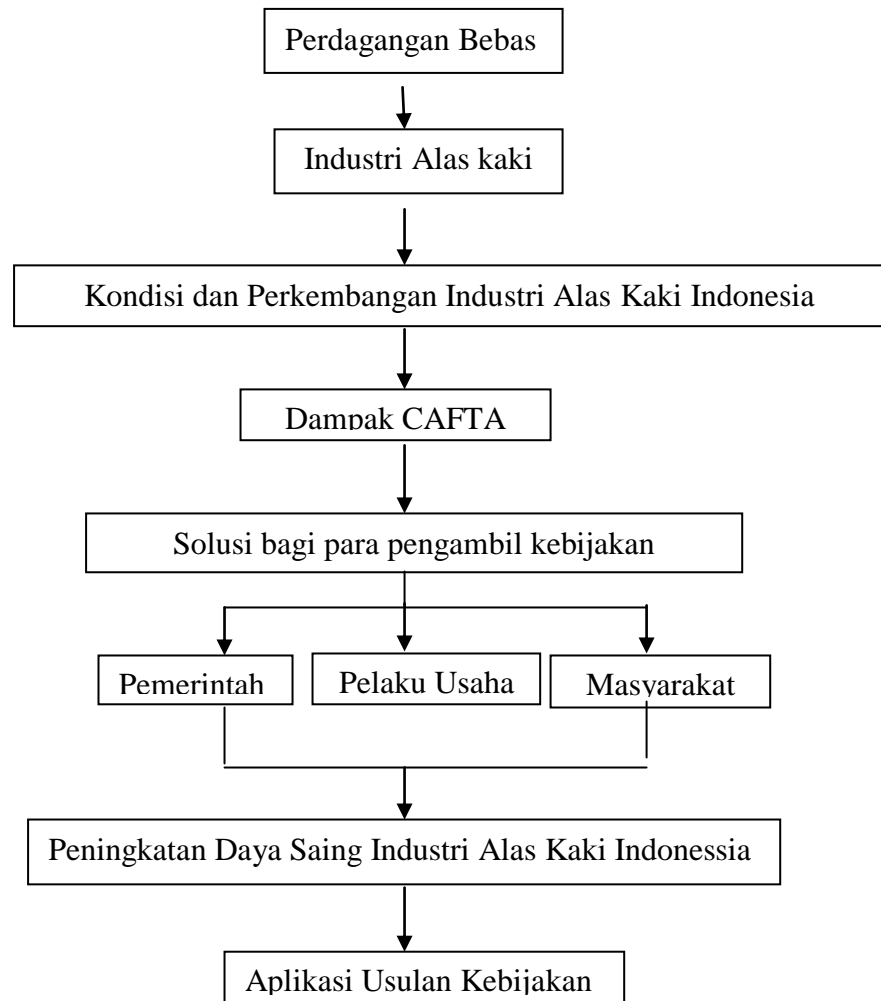 Perdagangan Bebas
Industri Alas kaki
Kondisi dan Perkembangan Industri Alas Kaki Indonesia
Dampak CAFTA
Solusi bagi para pengambil kebijakan
Pemerintah
Pelaku Usaha
Masyarakat
Peningkatan Daya Saing Industri Alas Kaki Indonessia
Aplikasi Usulan Kebijakan